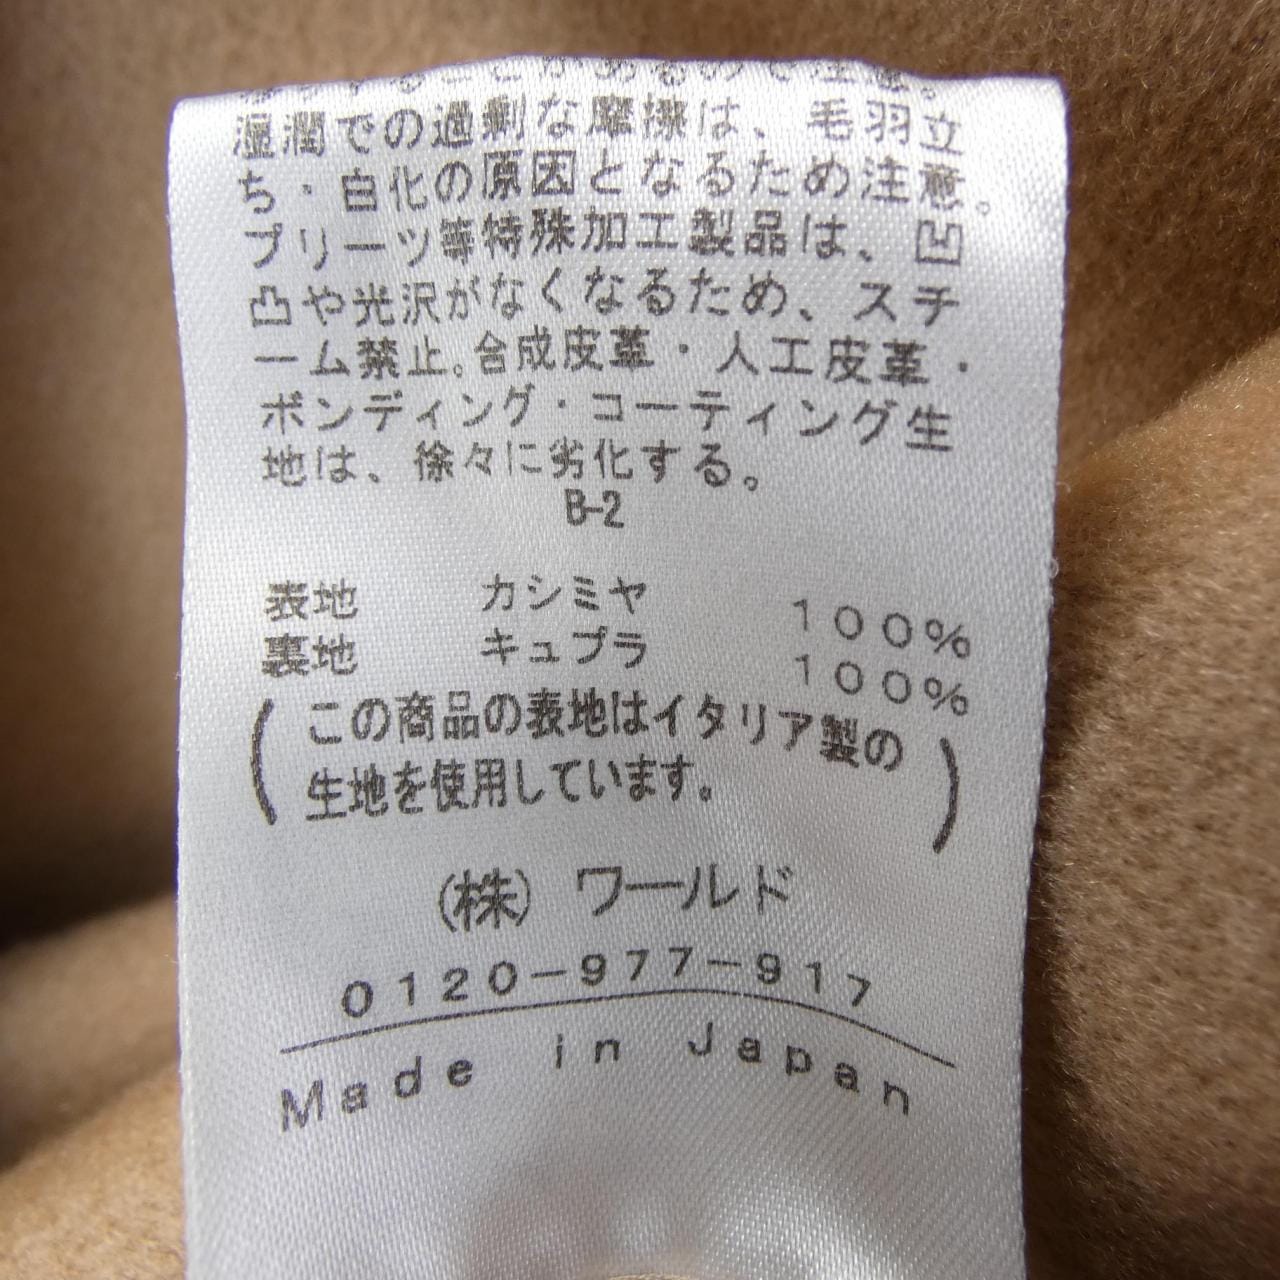 湿潤での過剰な摩擦は、毛羽立
ち・白化の原因となるため注意。
プリーツ等特殊加工製品は、凹
凸や光沢がなくなるため、スチ
ーム禁止。合成皮革・人工皮革・
ボンディング・コーティング生
地は、徐々に劣化する。
B-2
表地 カシミヤ 100%
裏地 キュプラ 100%
(この商品の表地はイタリア製の
生地を使用しています。)
(株) ワールド
0120-977-917
Made in Japan